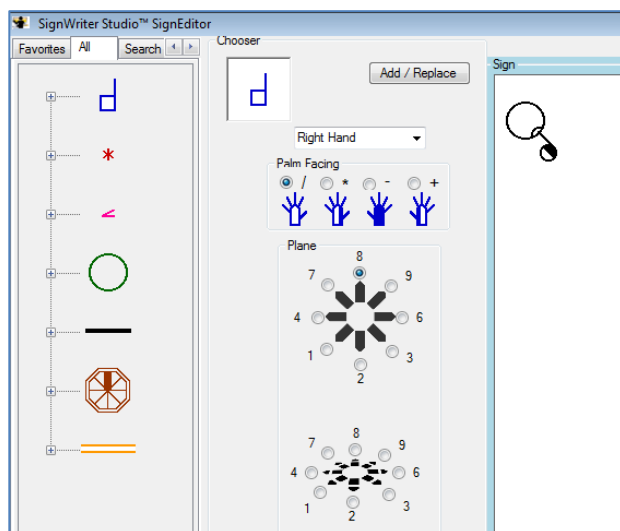 SignWriter Studio™ SignEditor
Favorites All Search
Chooser
Add / Replace
Right Hand
Palm Facing
/ * - +
Plane
8
7 9
4 6
1 3
2
8
7 9
4 6
1 3
2
Sign